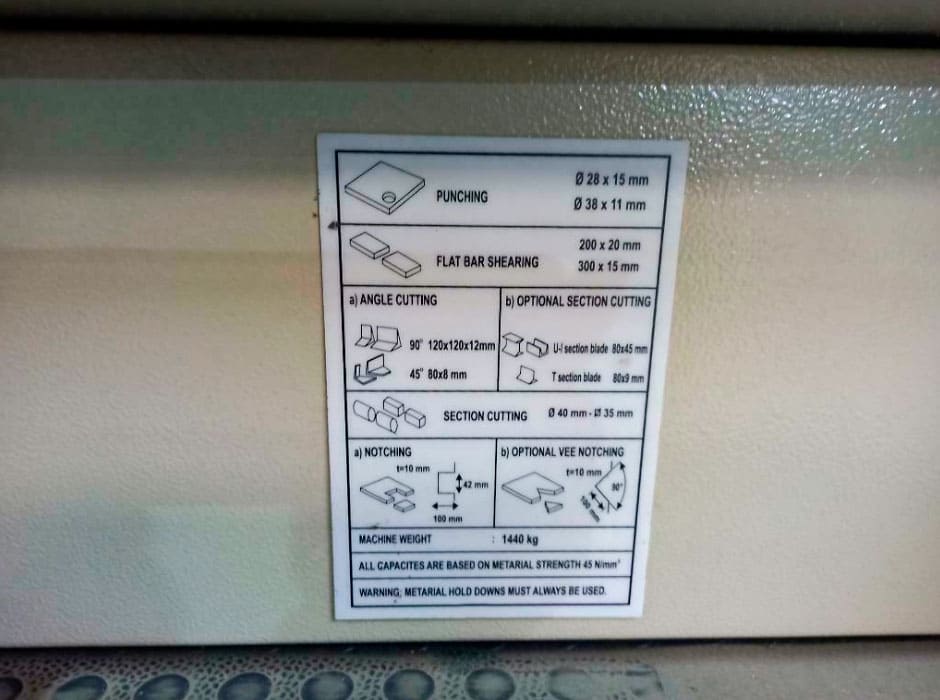 Ø 28 x 15 mm
PUNCHING
Ø 38 x 11 mm
200 x 20 mm
FLAT BAR SHEARING
300 x 15 mm
a) ANGLE CUTTING
90° 120x120x12mm
45° 80x8 mm
b) OPTIONAL SECTION CUTTING
U-I section blade 80x45 mm
T section blade 80x9 mm
SECTION CUTTING Ø 40 mm - ⌀ 35 mm
a) NOTCHING
t=10 mm
42 mm
100 mm
b) OPTIONAL VEE NOTCHING
t=10 mm
90°
100 mm
MACHINE WEIGHT : 1440 kg
ALL CAPACITES ARE BASED ON METARIAL STRENGTH 45 N/mm²
WARNING; METARIAL HOLD DOWNS MUST ALWAYS BE USED.